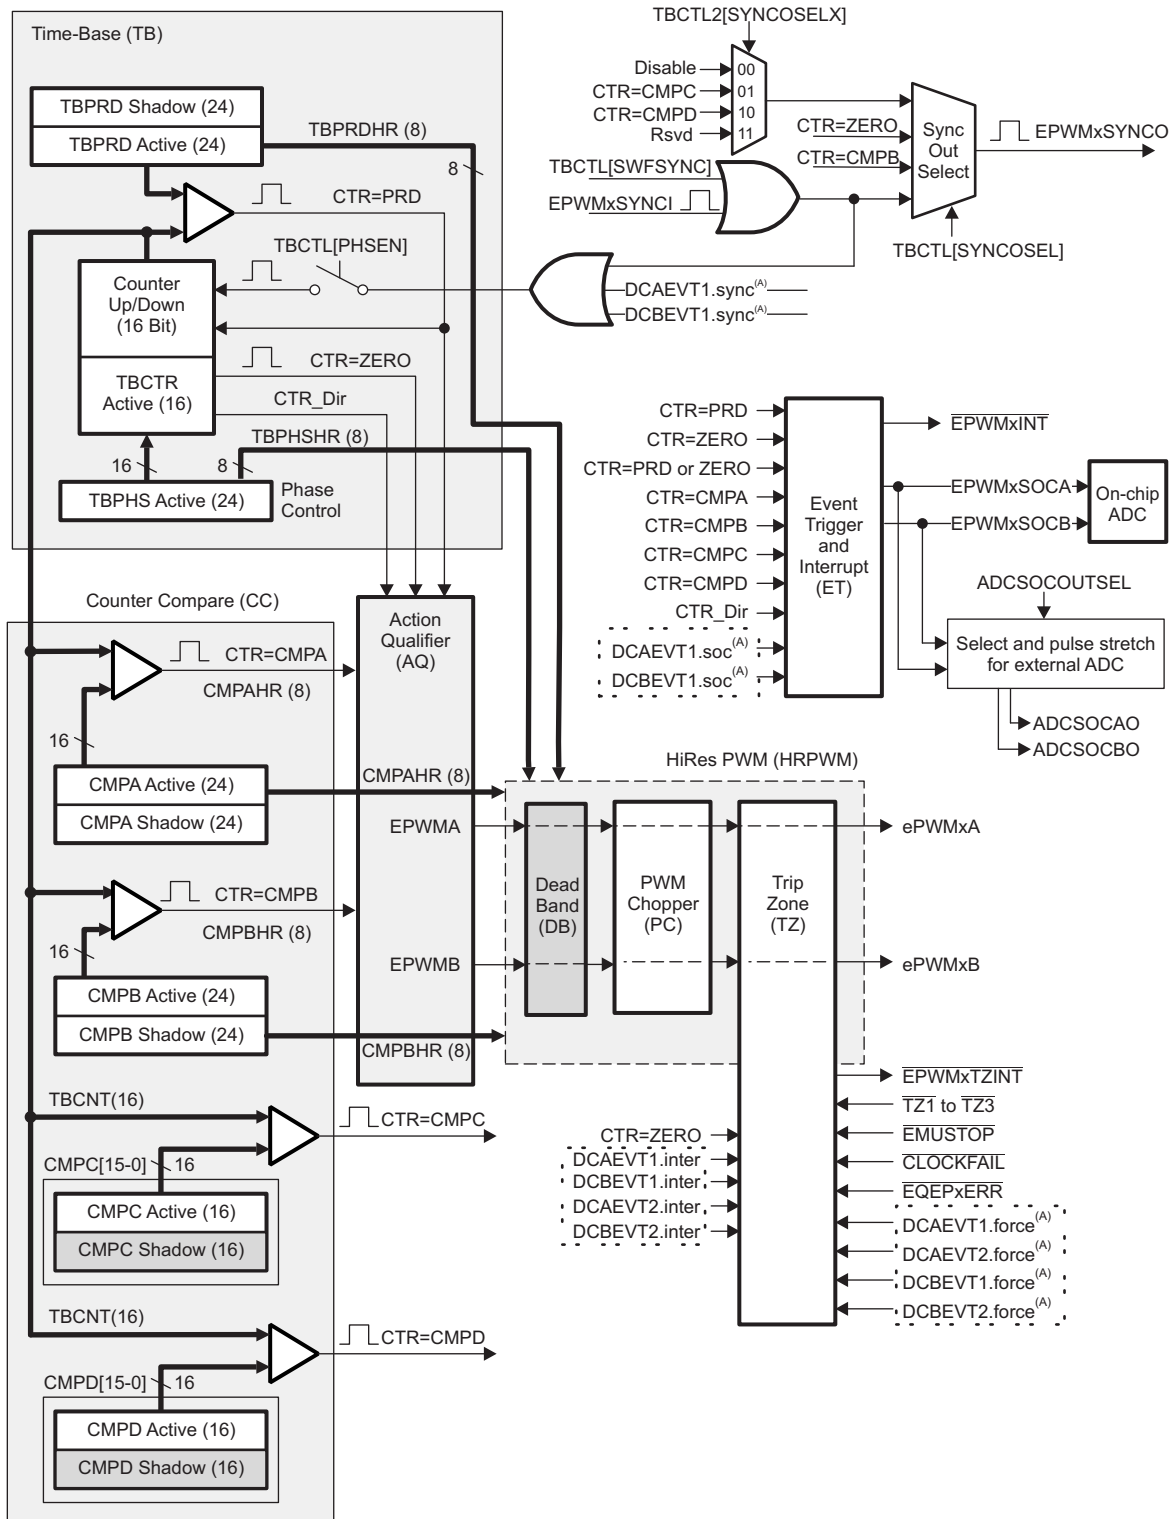 TBCTL2[SYNCOSELX]
Time-Base (TB)
Disable
00
CTR=CMPC
01
CTR=CMPD
10
Rsvd
11
TBPRD Shadow (24)
TBPRD Active (24)
TBPRDHR (8)
8
CTR=ZERO
CTR=CMPB
Sync
Out
Select
EPWMxSYNCO
TBCTL[SWFSYNC]
EPWMxSYNCI
TBCTL[SYNCOSEL]
CTR=PRD
TBCTL[PHSEN]
Counter
Up/Down
(16 Bit)
DCAEVT1.sync(A)
DCBEVT1.sync(A)
CTR=ZERO
TBCTR
Active (16)
CTR_Dir
TBPHSHR (8)
16
8
TBPHS Active (24)
Phase
Control
CTR=PRD
CTR=ZERO
CTR=PRD or ZERO
CTR=CMPA
CTR=CMPB
CTR=CMPC
CTR=CMPD
CTR_Dir
DCAEVT1.soc(A)
DCBEVT1.soc(A)
Event
Trigger
and
Interrupt
(ET)
EPWMxINT
EPWMxSOCA
EPWMxSOCB
On-chip
ADC
ADCSOCOUTSEL
Select and pulse stretch
for external ADC
ADCSOCAO
ADCSOCBO
Counter Compare (CC)
Action
Qualifier
(AQ)
CTR=CMPA
CMPAHR (8)
16
CMPA Active (24)
CMPA Shadow (24)
CMPAHR (8)
HiRes PWM (HRPWM)
EPWMA
ePWMxA
CTR=CMPB
CMPBHR (8)
16
Dead
Band
(DB)
PWM
Chopper
(PC)
Trip
Zone
(TZ)
EPWMB
ePWMxB
CMPB Active (24)
CMPB Shadow (24)
CMPBHR (8)
EPWMxTZINT
TZ1 to TZ3
EMUSTOP
CLOCKFAIL
EQEPxERR
DCAEVT1.force(A)
DCAEVT2.force(A)
DCBEVT1.force(A)
DCBEVT2.force(A)
CTR=ZERO
DCAEVT1.inter
DCBEVT1.inter
DCAEVT2.inter
DCBEVT2.inter
TBCNT(16)
CTR=CMPC
CMPC[15-0]
16
CMPC Active (16)
CMPC Shadow (16)
TBCNT(16)
CTR=CMPD
CMPD[15-0]
16
CMPD Active (16)
CMPD Shadow (16)